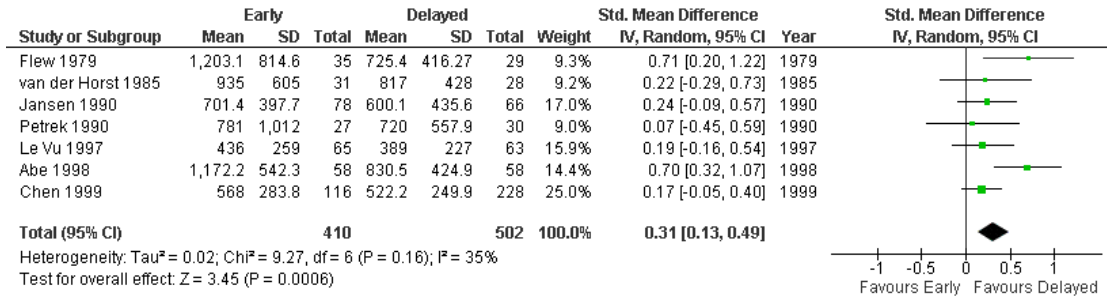 Early Delayed Std. Mean Difference Std. Mean Difference
Study or Subgroup Mean SD Total Mean SD Total Weight IV, Random, 95% CI Year IV, Random, 95% CI
Flew 1979 1,203.1 814.6 35 725.4 416.27 29 9.3% 0.71 [0.20, 1.22] 1979
van der Horst 1985 935 605 31 817 428 28 9.2% 0.22 [-0.29, 0.73] 1985
Jansen 1990 701.4 397.7 78 600.1 435.6 66 17.0% 0.24 [-0.09, 0.57] 1990
Petrek 1990 781 1,012 27 720 557.9 30 9.0% 0.07 [-0.45, 0.59] 1990
Le Vu 1997 436 259 65 389 227 63 15.9% 0.19 [-0.16, 0.54] 1997
Abe 1998 1,172.2 542.3 58 830.5 424.9 58 14.4% 0.70 [0.32, 1.07] 1998
Chen 1999 568 283.8 116 522.2 249.9 228 25.0% 0.17 [-0.05, 0.40] 1999
Total (95% CI) 410 502 100.0% 0.31 [0.13, 0.49]
Heterogeneity: Tau² = 0.02; Chi² = 9.27, df = 6 (P = 0.16); I² = 35%
Test for overall effect: Z = 3.45 (P = 0.0006)
-1 -0.5 0 0.5 1
Favours Early Favours Delayed